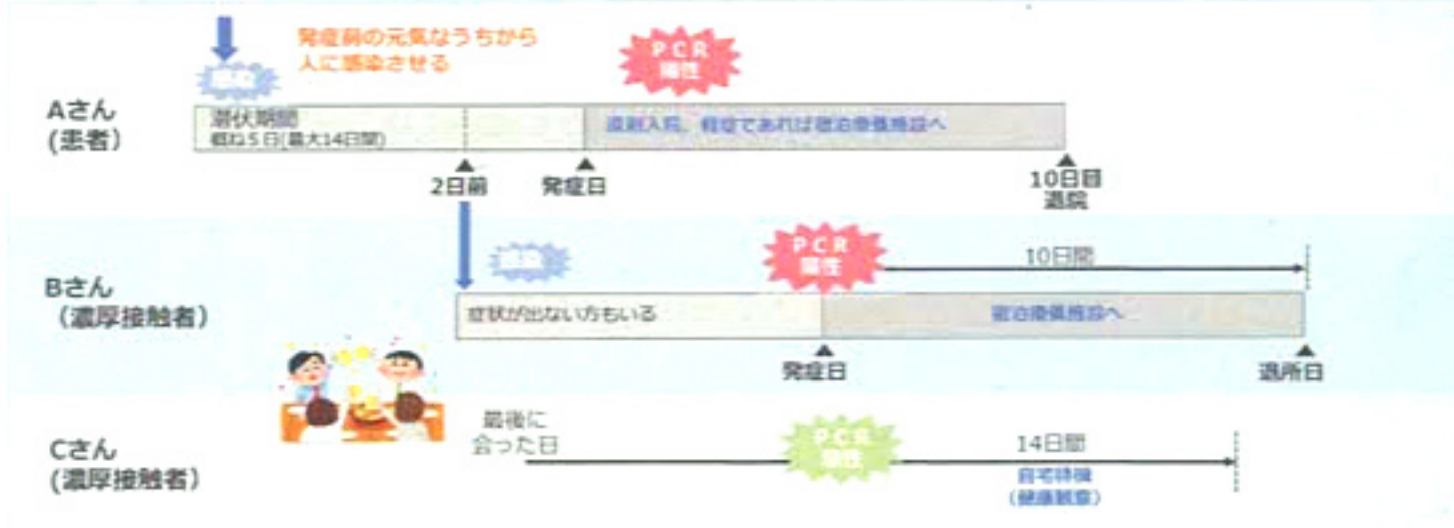 発症前の元気なうちから
人に感染させる
PCR
陽性
感染
Aさん
(患者)
潜伏期間
概ね5日(最大14日間)
原則入院、軽症であれば宿泊療養施設へ
2日前
発症日
10日目
退院
感染
PCR
陽性
10日間
Bさん
(濃厚接触者)
症状が出ない方もいる
宿泊療養施設へ
発症日
退所日
最後に
会った日
PCR
陰性
14日間
Cさん
(濃厚接触者)
自宅待機
(健康観察)